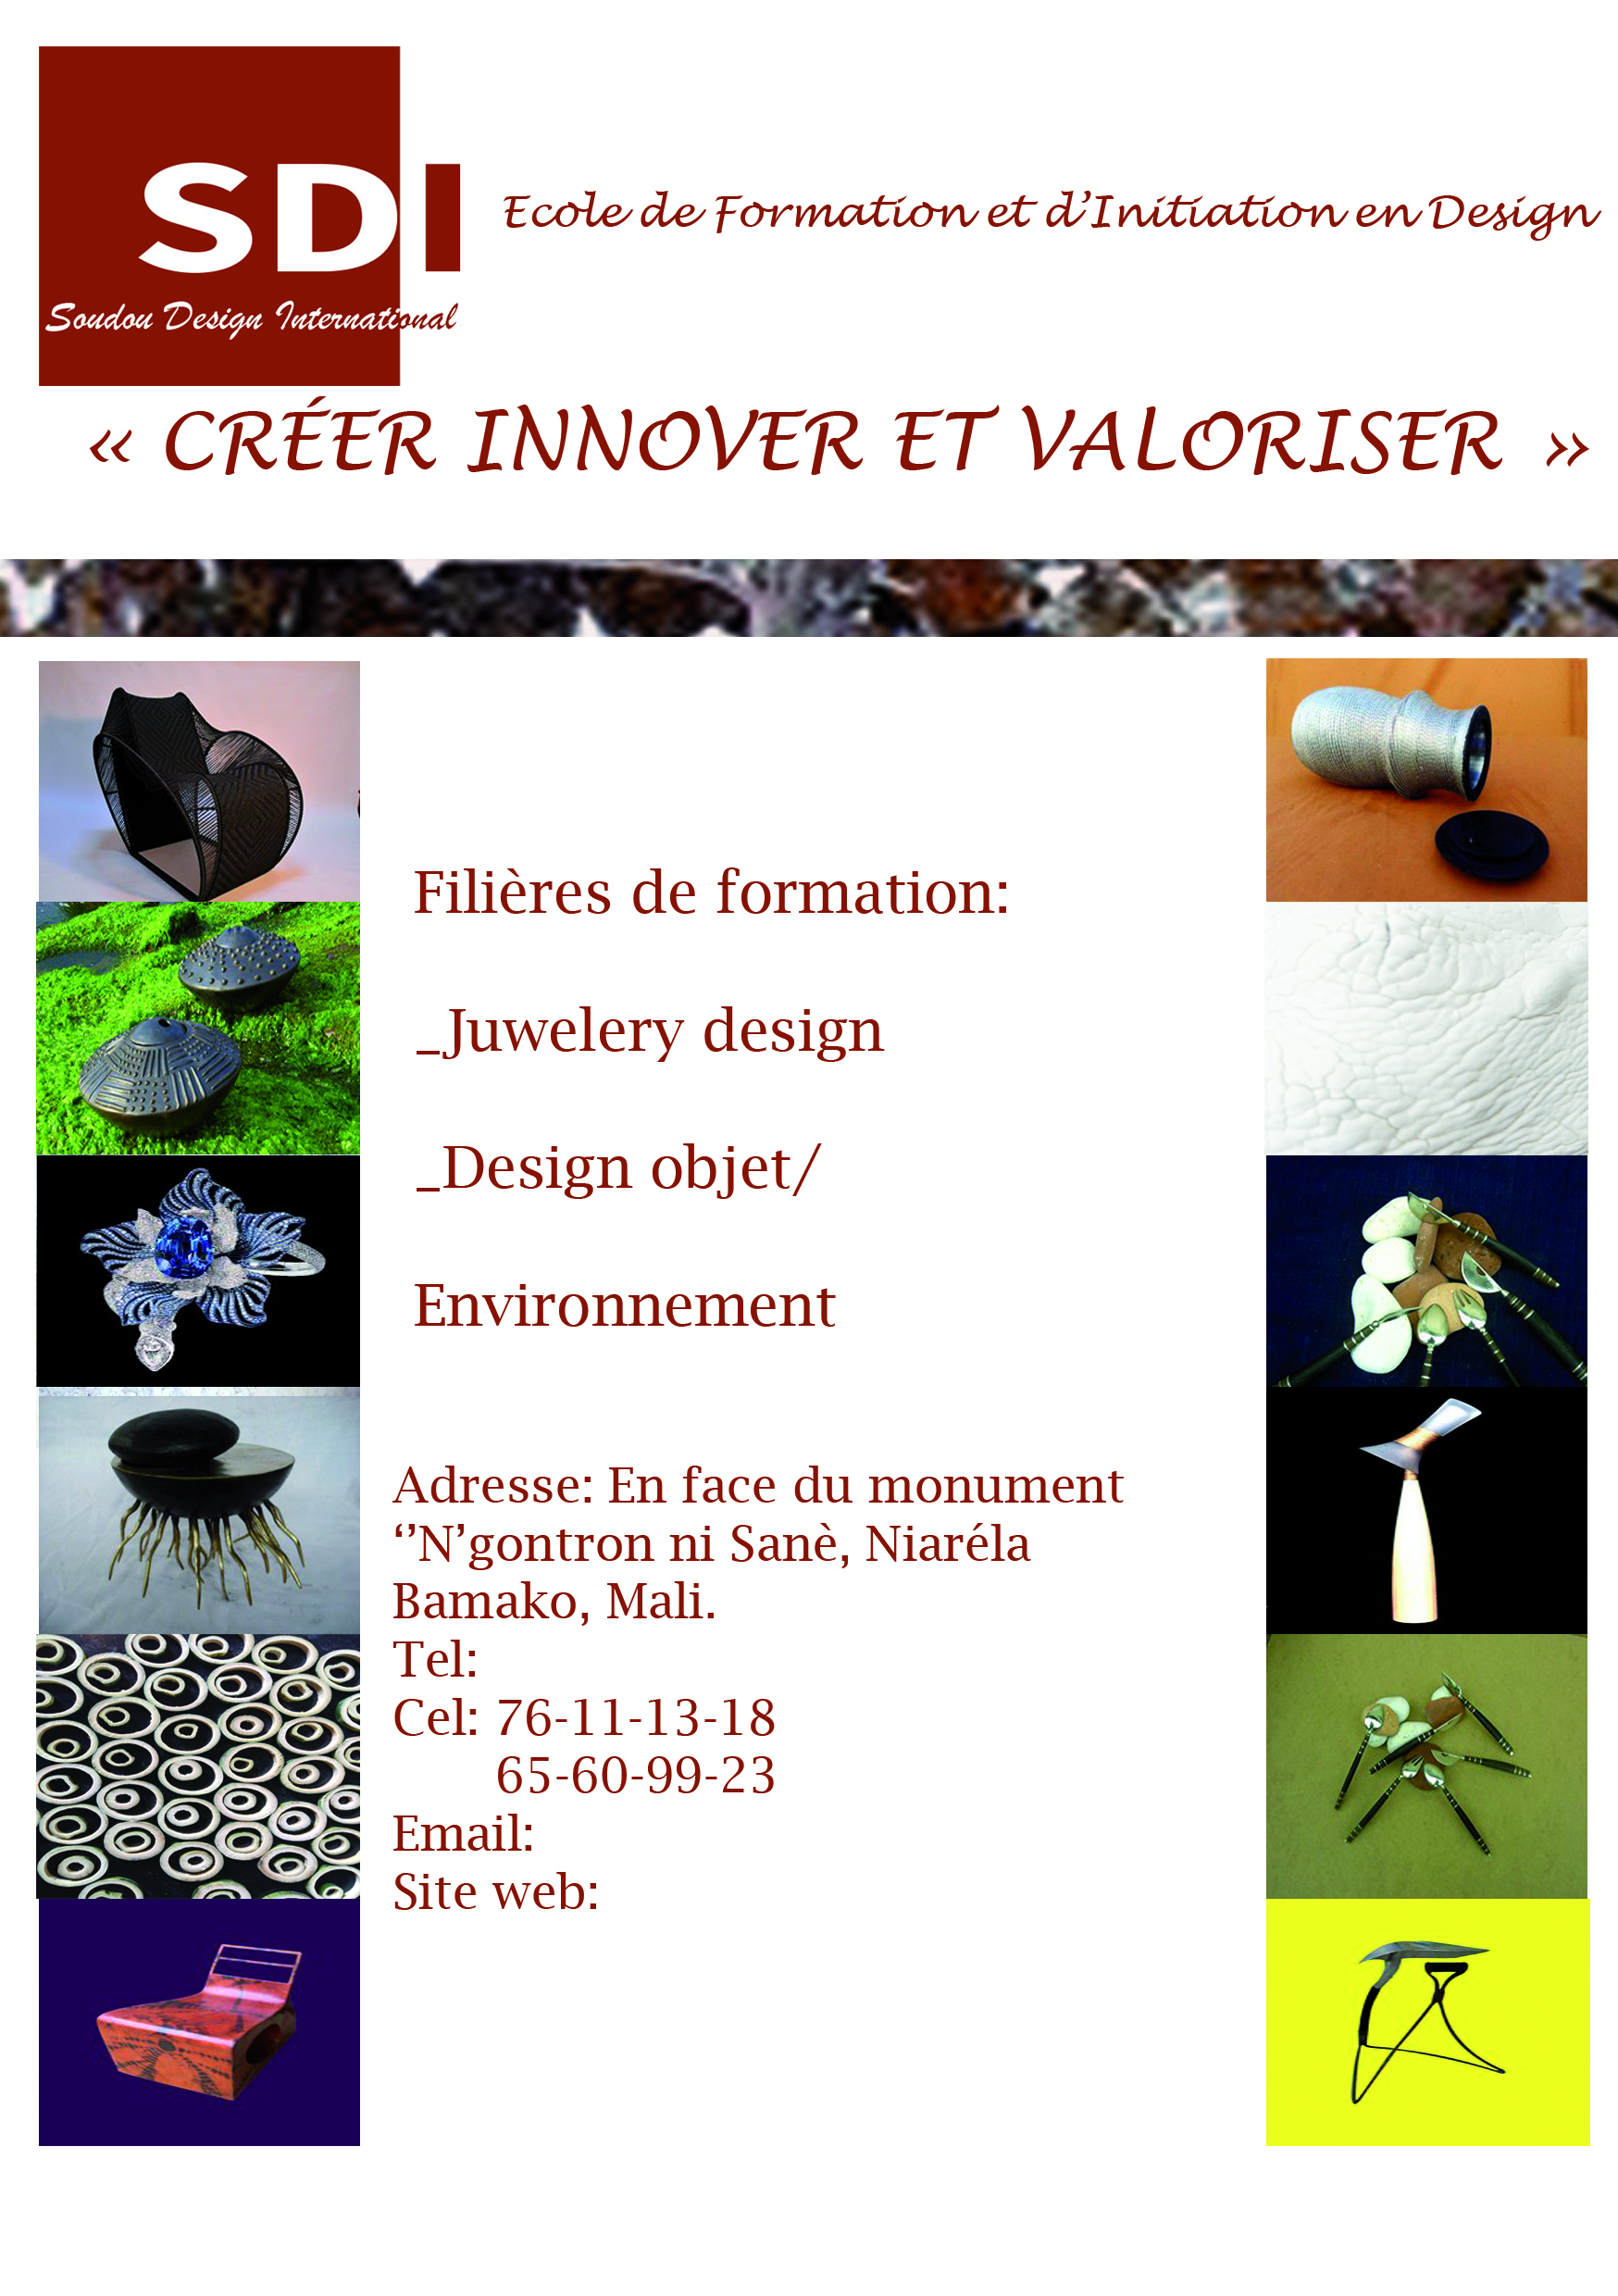 SDI
Soudou Design International
Ecole de Formation et d’Initiation en Design
« CRÉER INNOVER ET VALORISER »
Filières de formation:
_Juwelery design
_Design objet/
Environnement
Adresse: En face du monument
‘’N’gontron ni Sanè, Niaréla
Bamako, Mali.
Tel:
Cel: 76-11-13-18
65-60-99-23
Email:
Site web: